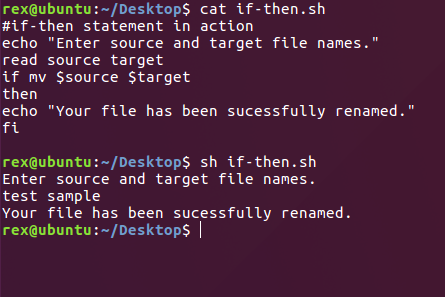 rex@ubuntu:~/Desktop$ cat if-then.sh
#if-then statement in action
echo "Enter source and target file names."
read source target
if mv $source $target
then
echo "Your file has been sucessfully renamed."
fi
rex@ubuntu:~/Desktop$ sh if-then.sh
Enter source and target file names.
test sample
Your file has been sucessfully renamed.
rex@ubuntu:~/Desktop$